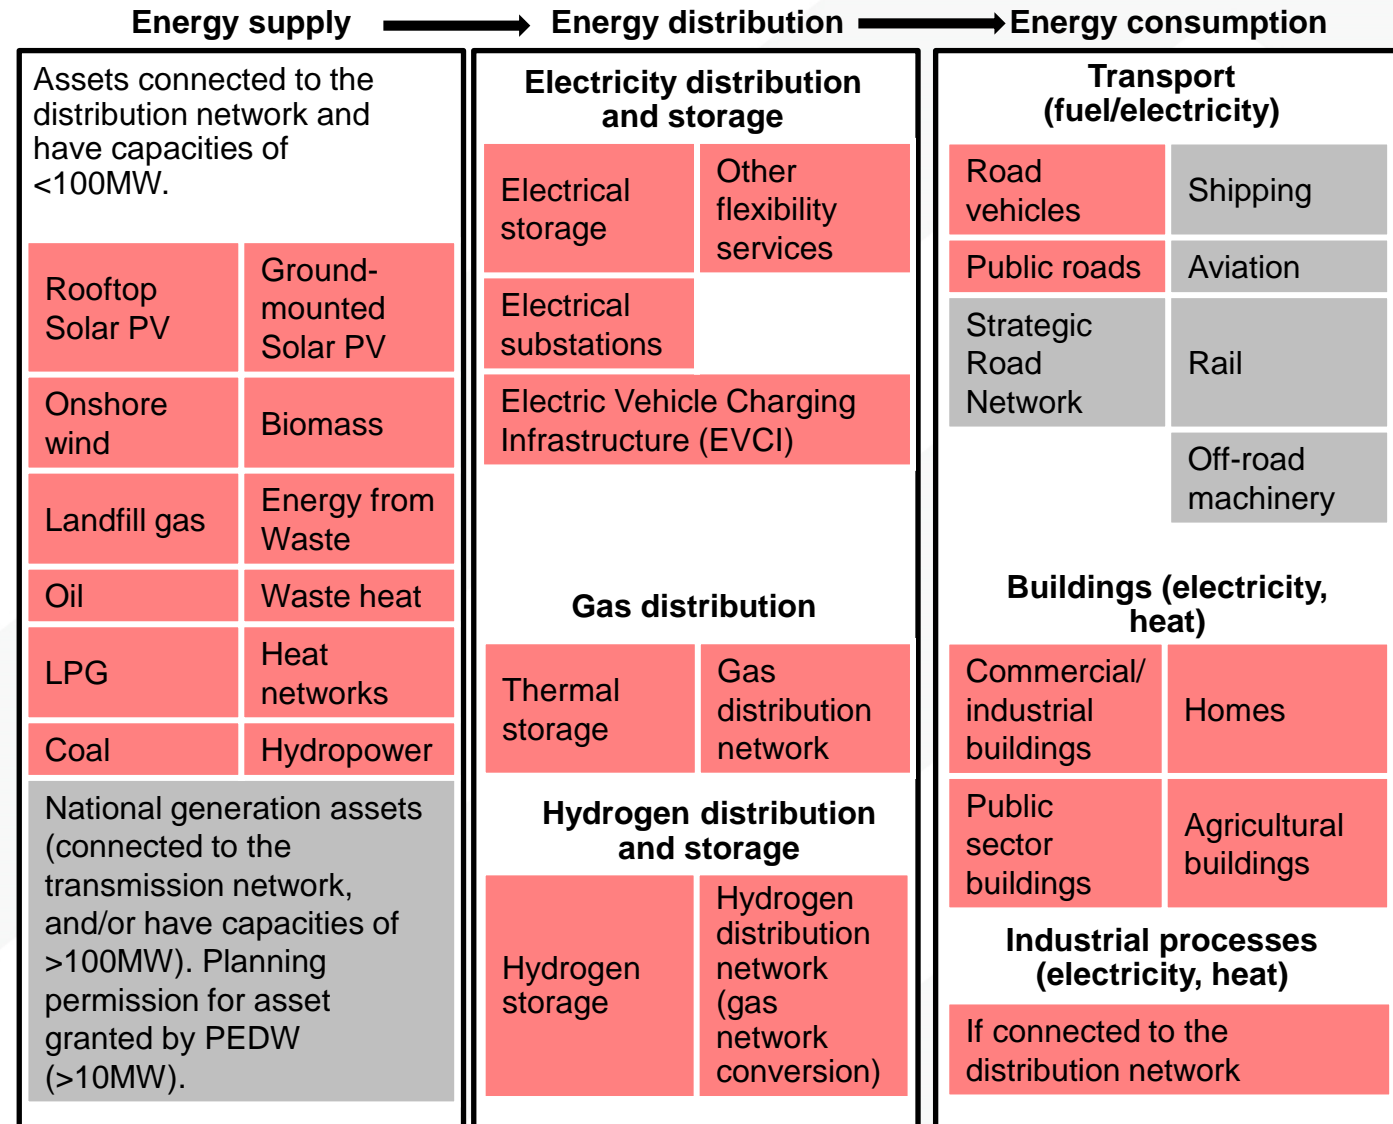 Energy supply
Energy distribution
Energy consumption
Assets connected to the
distribution network and
have capacities of
<100MW.
Rooftop
Solar PV
Ground-
mounted
Solar PV
Onshore
wind
Biomass
Landfill gas
Energy from
Waste
Oil
Waste heat
LPG
Heat
networks
Coal
Hydropower
National generation assets
(connected to the
transmission network,
and/or have capacities of
>100MW). Planning
permission for asset
granted by PEDW
(>10MW).
Electricity distribution
and storage
Electrical
storage
Other
flexibility
services
Electrical
substations
Electric Vehicle Charging
Infrastructure (EVCI)
Gas distribution
Thermal
storage
Gas
distribution
network
Hydrogen distribution
and storage
Hydrogen
storage
Hydrogen
distribution
network
(gas
network
conversion)
Transport
(fuel/electricity)
Road
vehicles
Shipping
Public roads
Aviation
Strategic
Road
Network
Rail
Off-road
machinery
Buildings (electricity,
heat)
Commercial/
industrial
buildings
Homes
Public
sector
buildings
Agricultural
buildings
Industrial processes
(electricity, heat)
If connected to the
distribution network